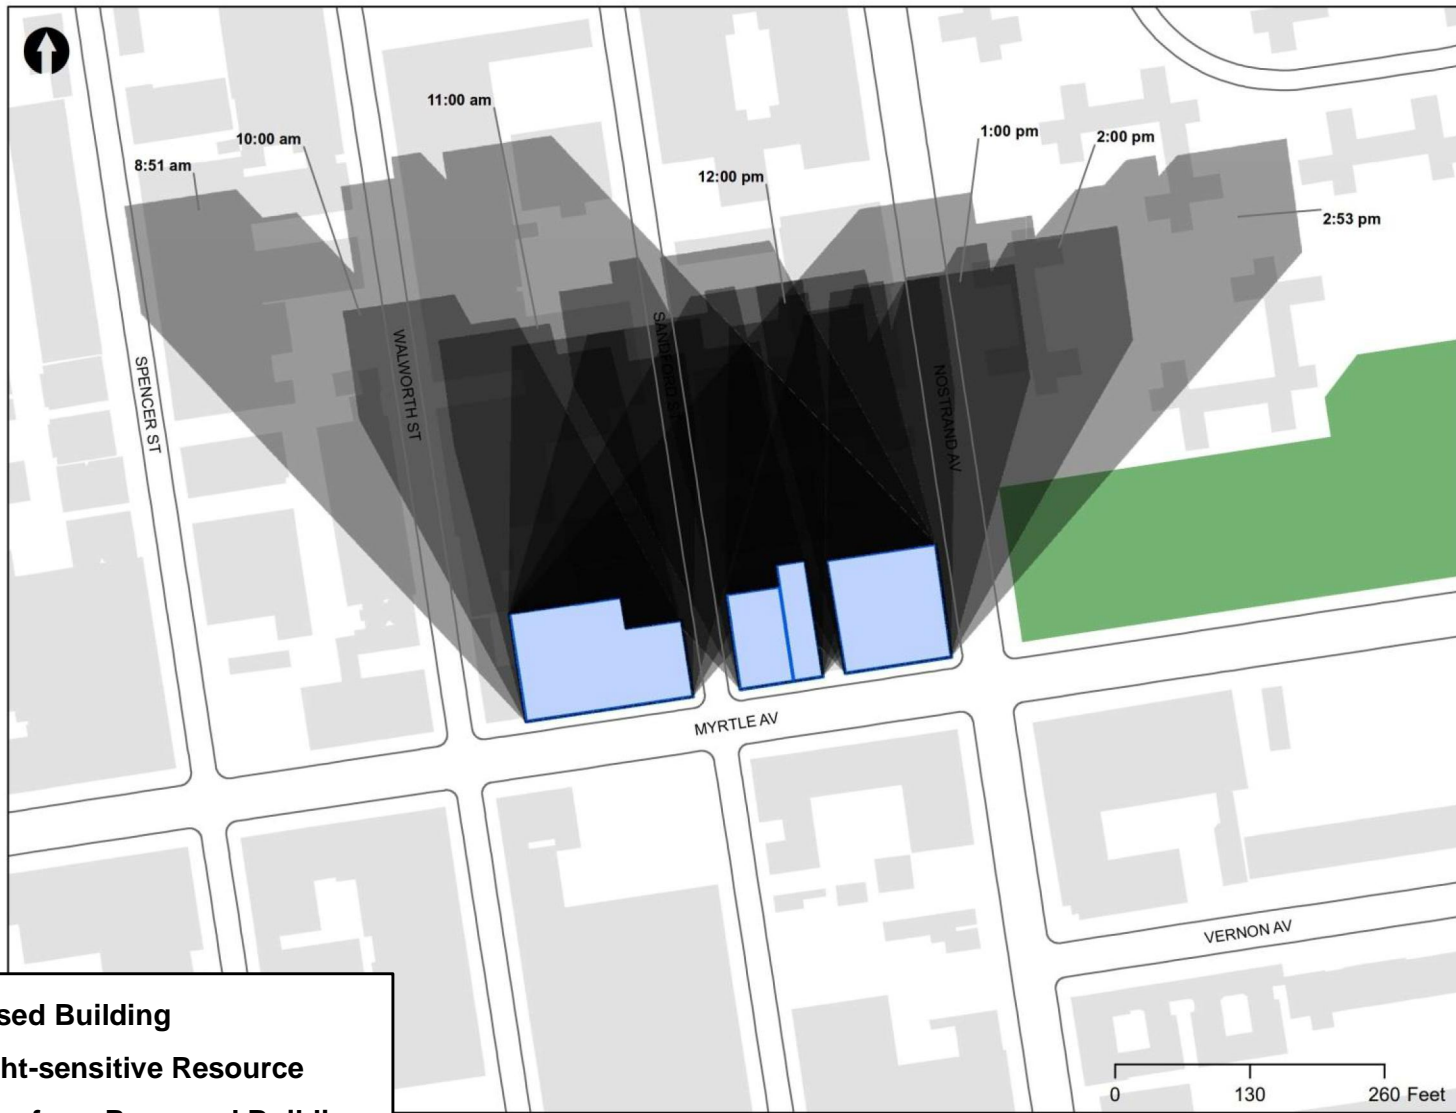 11:00 am
10:00 am
8:51 am
12:00 pm
1:00 pm
2:00 pm
2:53 pm
SPENCER ST
WALWORTH ST
SANDFORD ST
NOSTRAND AV
MYRTLE AV
VERNON AV
sed Building
ht-sensitive Resource
0 130 260 Feet